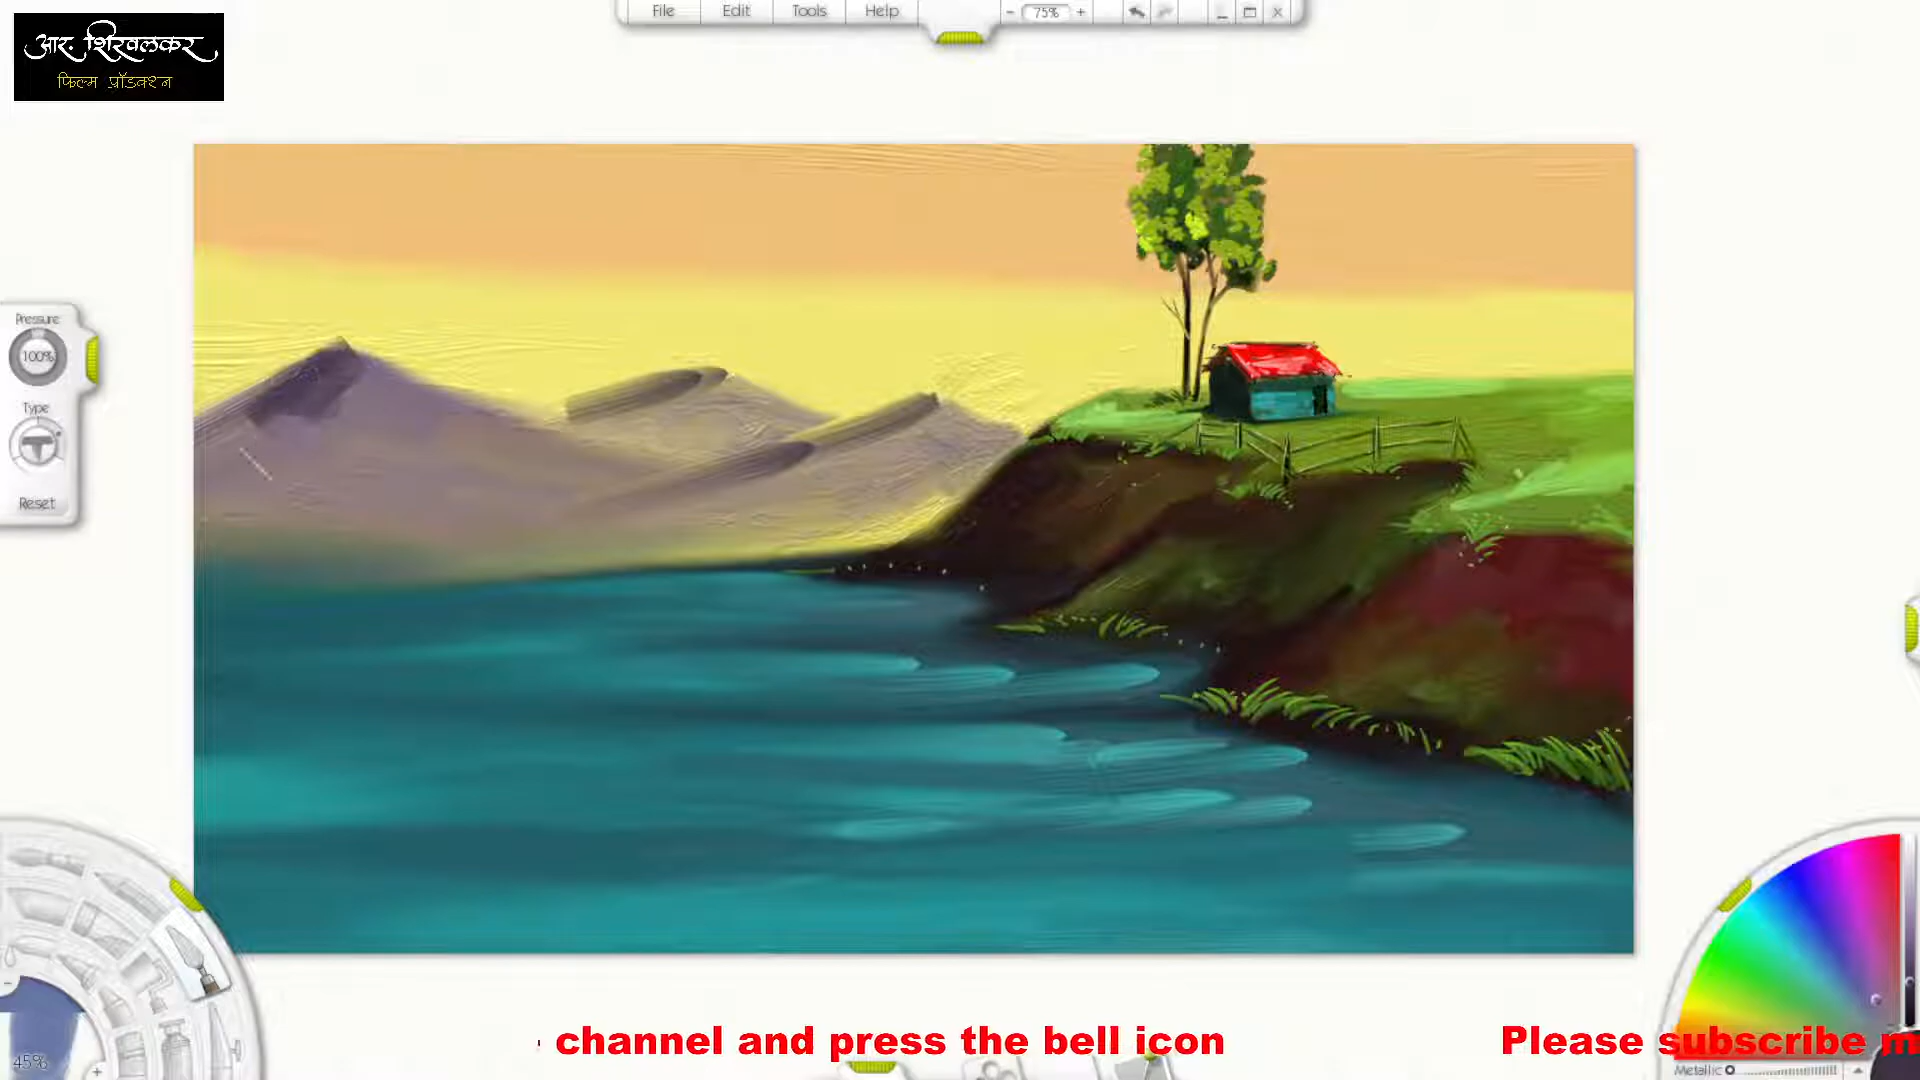 File Edit Tools Help
75%
आर. शिरवलकर
फिल्म प्रॉडक्शन
Pressure
100%
Type
Reset
channel and press the bell icon
Please subscribe m
45%
Metallic